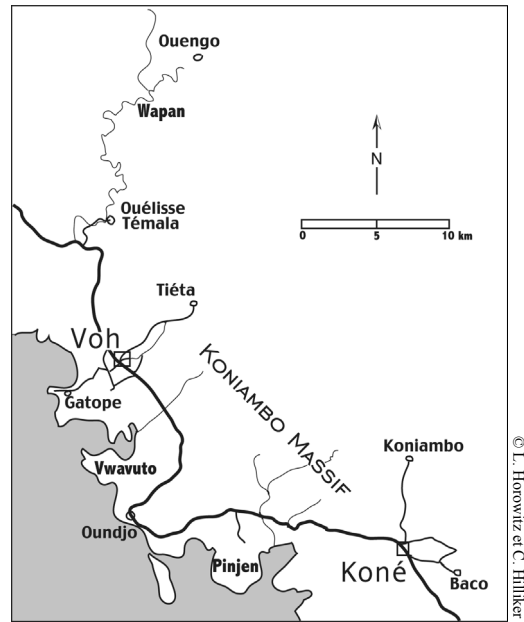 Ouengo
Wapan
Ouélisse
Témala
N
0 5 10 km
Tiéta
Voh
KONIAMBO MASSIF
Gatope
Koniambo
Vwavuto
Oundjo
Pinjen
Koné
Baco
© L. Horowitz et C. Hilliker